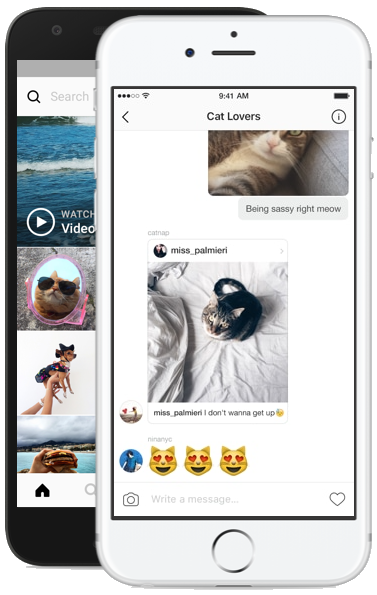 Search
WATCH
Video
9:41 AM
Cat Lovers
Being sassy right meow
catnap
miss_palmieri
miss_palmieri I don't wanna get up
ninanyc
Write a message...